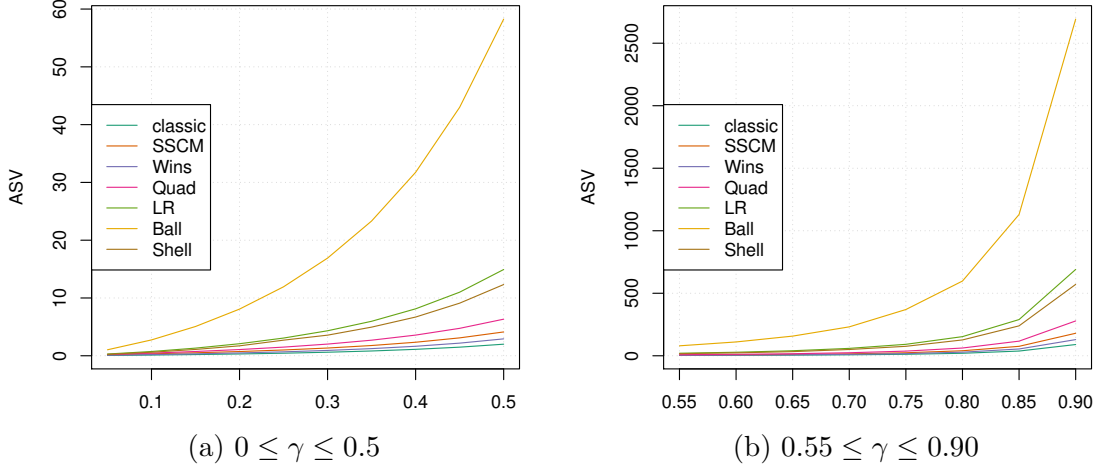 ASV
60
50
40
30
20
10
0
classic
SSCM
Wins
Quad
LR
Ball
Shell
0.1 0.2 0.3 0.4 0.5
(a) 0 ≤ γ ≤ 0.5
ASV
2500
2000
1500
1000
500
0
classic
SSCM
Wins
Quad
LR
Ball
Shell
0.55 0.60 0.65 0.70 0.75 0.80 0.85 0.90
(b) 0.55 ≤ γ ≤ 0.90